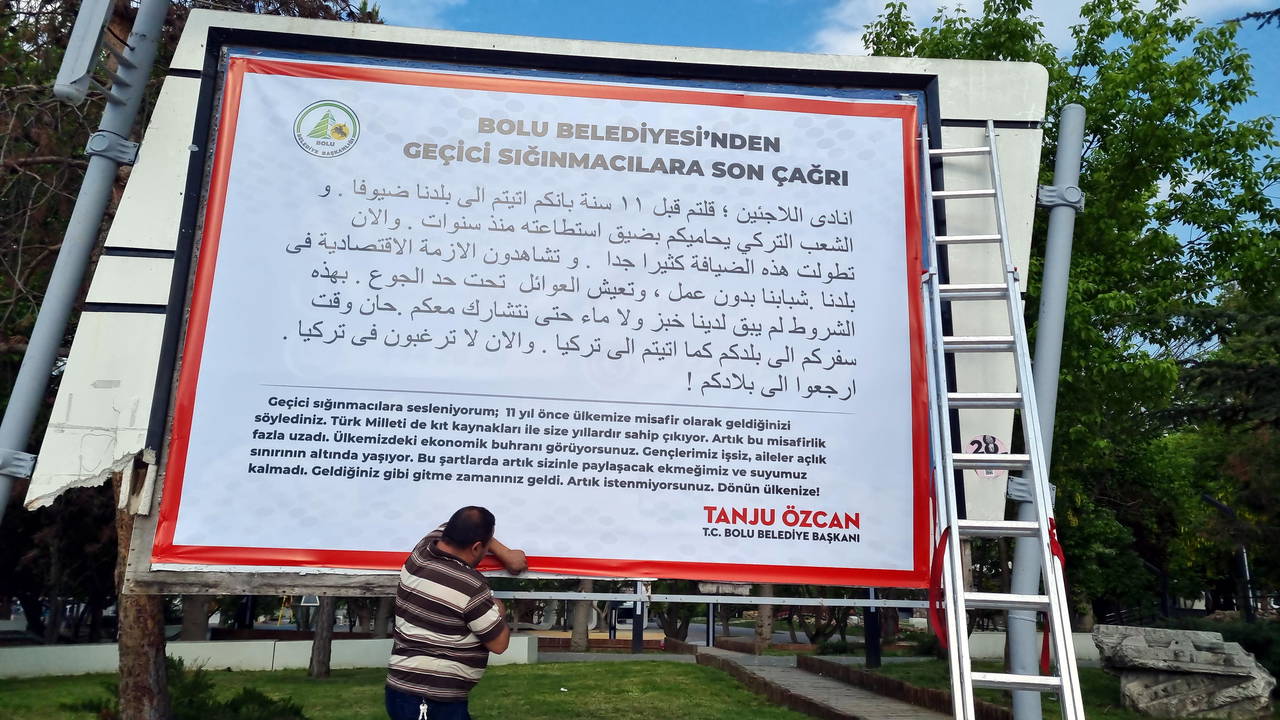 BOLU BELEDİYESİ'NDEN
GEÇİCİ SIĞINMACILARA SON ÇAĞRI
BOLU
BELEDİYE BAŞKANLIĞI
انادى اللاجئين ؛ قلتم قبل ١١ سنة بانكم اتيتم الى بلدنا ضيوفا . و
الشعب التركي يحاميكم بضيق استطاعته منذ سنوات . والان
تطولت هذه الضيافة كثيرا جدا . و تشاهدون الازمة الاقتصادية فى
بلدنا .شبابنا بدون عمل ، وتعيش العوائل تحت حد الجوع . بهذه
الشروط لم يبق لدينا خبز ولا ماء حتى نتشارك معكم .حان وقت
سفركم الى بلدكم كما اتيتم الى تركيا . والان لا ترغبون فى تركيا .
ارجعوا الى بلادكم !
Geçici sığınmacılara sesleniyorum; 11 yıl önce ülkemize misafir olarak geldiğinizi
söylediniz. Türk Milleti de kıt kaynakları ile size yıllardır sahip çıkıyor. Artık bu misafirlik
fazla uzadı. Ülkemizdeki ekonomik buhranı görüyorsunuz. Gençlerimiz işsiz, aileler açlık
sınırının altında yaşıyor. Bu şartlarda artık sizinle paylaşacak ekmeğimiz ve suyumuz
kalmadı. Geldiğiniz gibi gitme zamanınız geldi. Artık istenmiyorsunuz. Dönün ülkenize!
TANJU ÖZCAN
T.C. BOLU BELEDİYE BAŞKANI
28